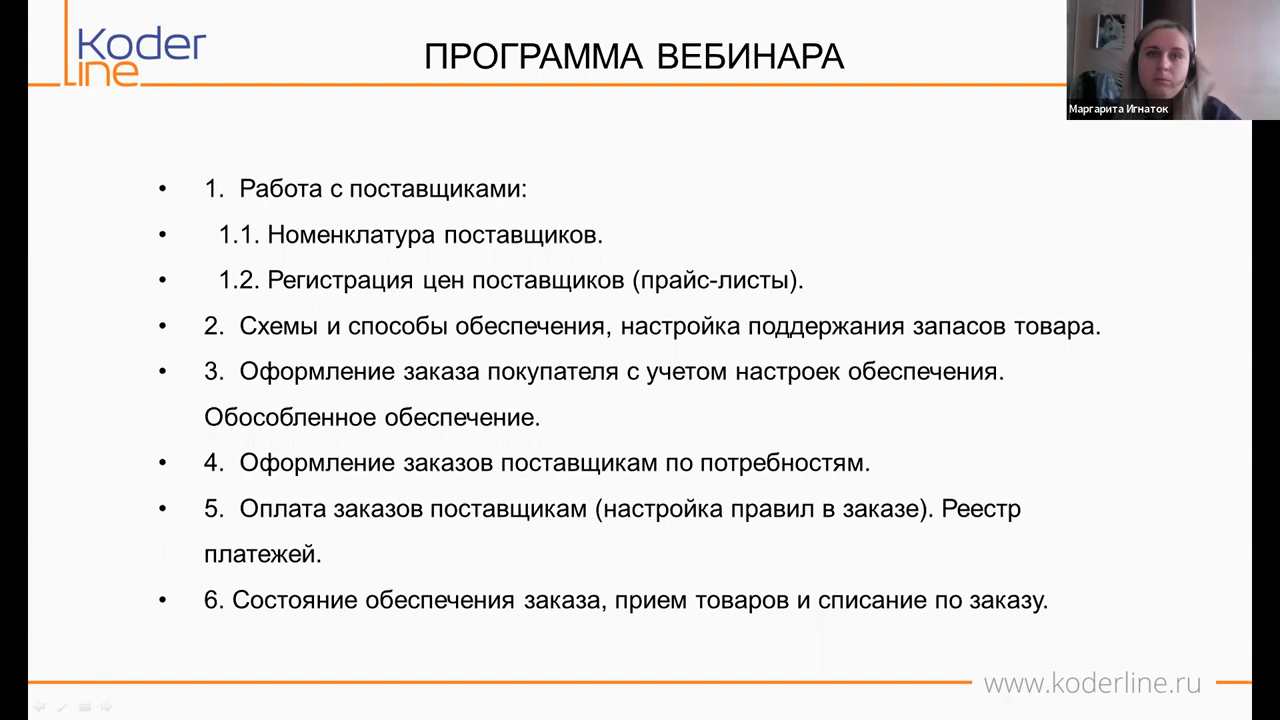 Koder
line
ПРОГРАММА ВЕБИНАРА
Маргарита Игнаток
• 1. Работа с поставщиками:
• 1.1. Номенклатура поставщиков.
• 1.2. Регистрация цен поставщиков (прайс-листы).
• 2. Схемы и способы обеспечения, настройка поддержания запасов товара.
• 3. Оформление заказа покупателя с учетом настроек обеспечения.
Обособленное обеспечение.
• 4. Оформление заказов поставщикам по потребностям.
• 5. Оплата заказов поставщикам (настройка правил в заказе). Реестр
платежей.
• 6. Состояние обеспечения заказа, прием товаров и списание по заказу.
www.koderline.ru